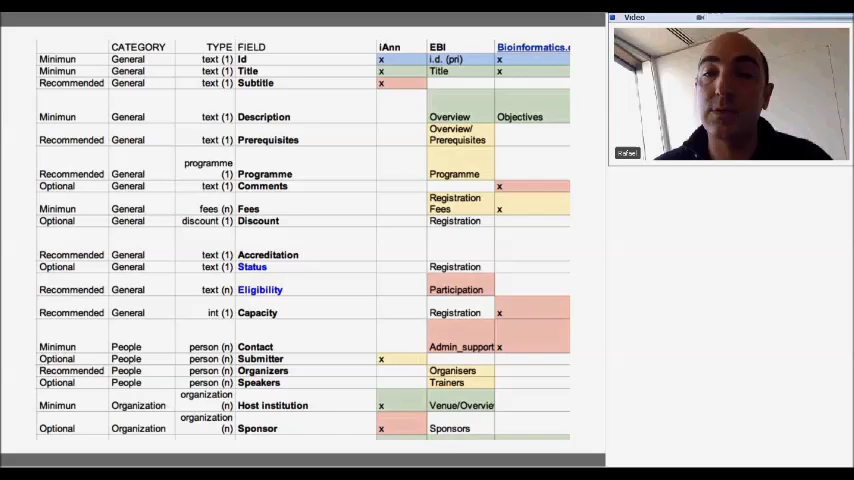 Video
CATEGORY TYPE FIELD iAnn EBI Bioinformatics.
Minimun General text (1) Id x i.d. (pri) x
Minimum General text (1) Title x Title x
Recommended General text (1) Subtitle x
Minimum General text (1) Description Overview Objectives
Recommended General text (1) Prerequisites Overview/
Prerequisites
Recommended General programme
(1) Programme Programme
Optional General text (1) Comments x
Minimun General fees (n) Fees Registration
Fees x
Optional General discount (1) Discount Registration
Recommended General text (1) Accreditation
Optional General text (1) Status Registration
Recommended General text (n) Eligibility Participation
Recommended General int (1) Capacity Registration x
Minimum People person (n) Contact Admin_support x
Optional People person (n) Submitter x
Recommended People person (n) Organizers Organisers
Optional People person (n) Speakers Trainers
Minimun Organization organization
(n) Host institution x Venue/Overvie
Optional Organization organization
(n) Sponsor x Sponsors
Rafael